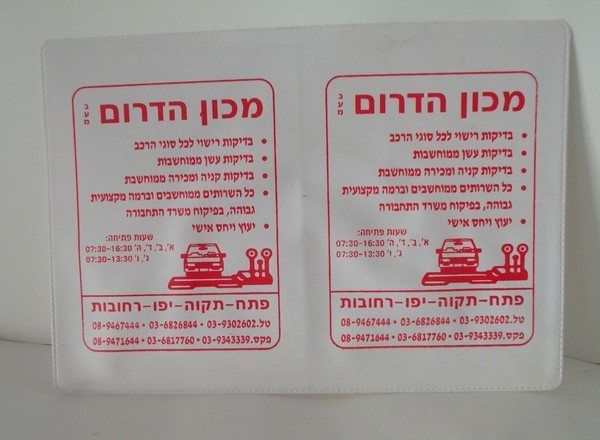 מכון הדרום בע"מ
• בדיקות רישוי לכל סוגי הרכב
• בדיקות עשן ממוחשבות
• בדיקות קניה ומכירה ממוחשבת
• כל השרותים ממוחשבים וברמה מקצועית
גבוהה, בפיקוח משרד התחבורה
• יעוץ ויחס אישי
שעות פתיחה:
א', ב', ד', ה' 07:30-16:30
ג', ו' 07:30-13:30
פתח-תקוה-יפו-רחובות
טל. 03-9302602 • 03-6826844 • 08-9467444
פקס. 03-9343339 • 03-6817760 • 08-9471644
מכון הדרום בע"מ
• בדיקות רישוי לכל סוגי הרכב
• בדיקות עשן ממוחשבות
• בדיקות קניה ומכירה ממוחשבת
• כל השרותים ממוחשבים וברמה מקצועית
גבוהה, בפיקוח משרד התחבורה
• יעוץ ויחס אישי
שעות פתיחה:
א', ב', ד', ה' 07:30-16:30
ג', ו' 07:30-13:30
פתח-תקוה-יפו-רחובות
טל. 03-9302602 • 03-6826844 • 08-9467444
פקס. 03-9343339 • 03-6817760 • 08-9471644